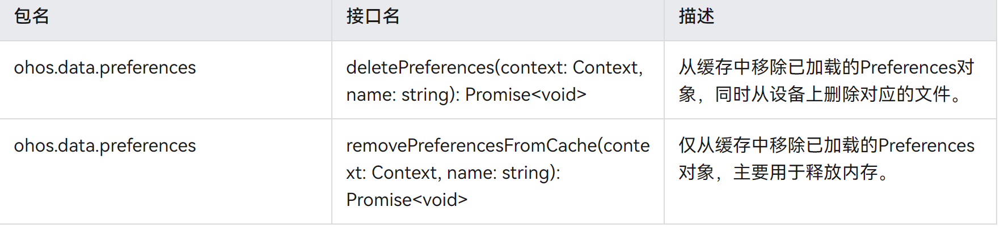 包名
接口名
描述
ohos.data.preferences
deletePreferences(context: Context,
name: string): Promise<void>
从缓存中移除已加载的Preferences对
象，同时从设备上删除对应的文件。
ohos.data.preferences
removePreferencesFromCache(conte
xt: Context, name: string):
Promise<void>
仅从缓存中移除已加载的Preferences
对象，主要用于释放内存。